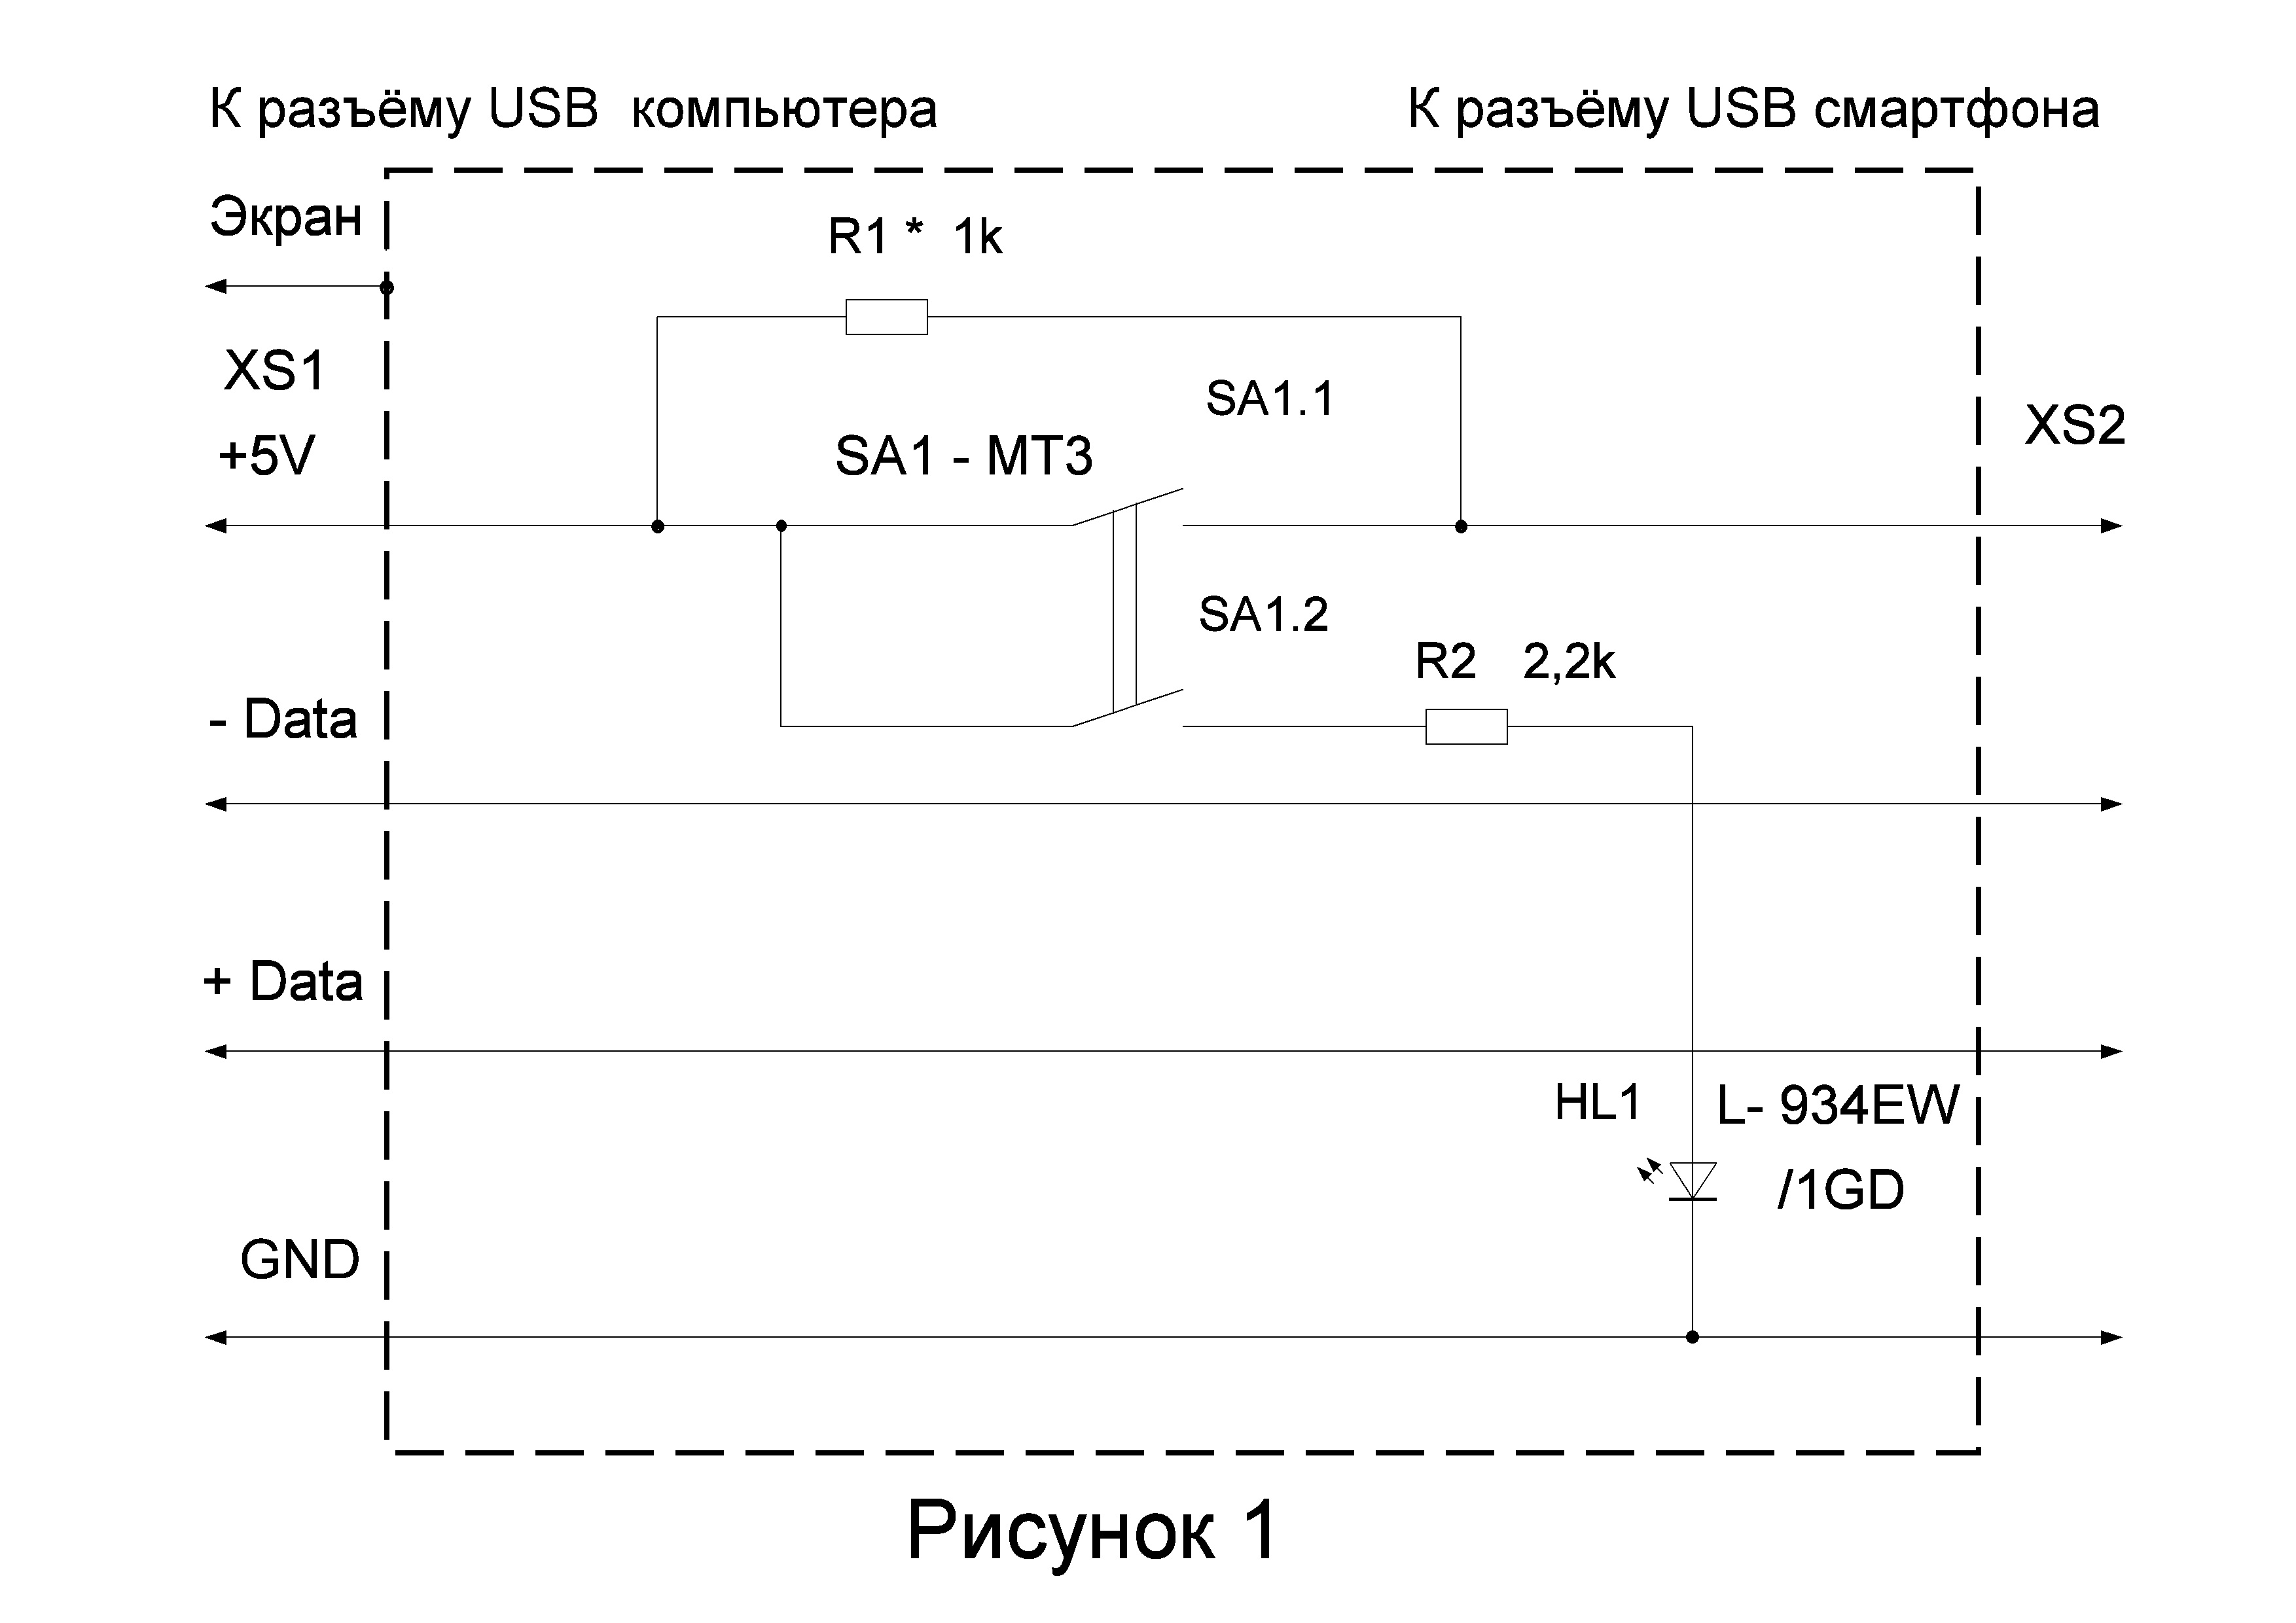 К разъёму USB компьютера
К разъёму USB смартфона
Экран
R1 * 1k
XS1
SA1.1
XS2
+5V
SA1 - МТ3
SA1.2
R2 2,2k
- Data
+ Data
HL1
L- 934EW
/1GD
GND
Рисунок 1